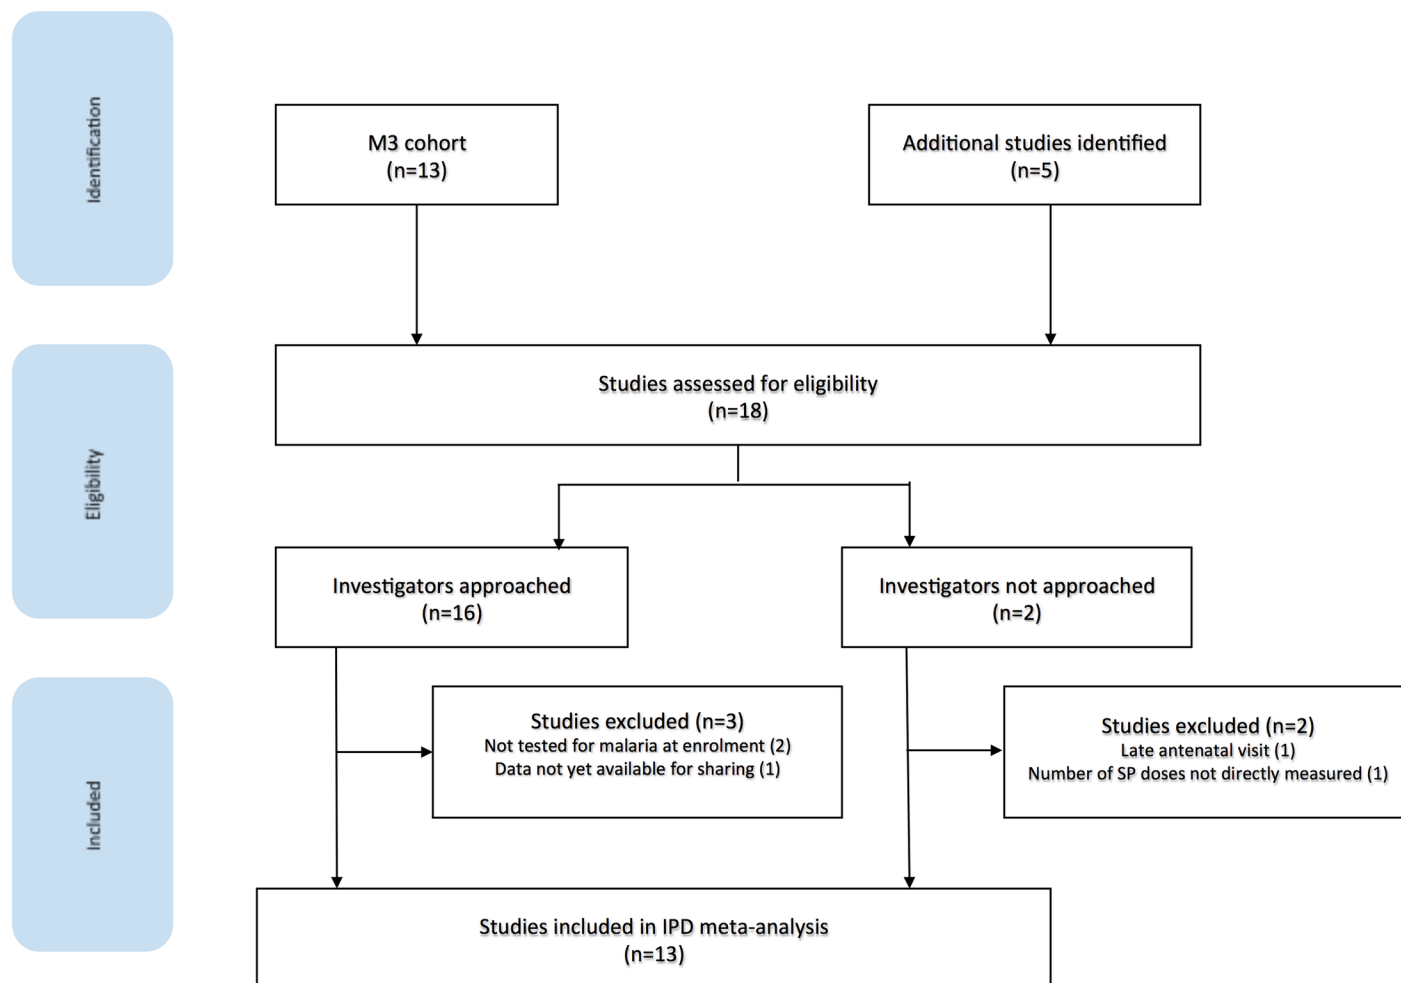 Identification
M3 cohort
(n=13)
Additional studies identified
(n=5)
Eligibility
Studies assessed for eligibility
(n=18)
Investigators approached
(n=16)
Investigators not approached
(n=2)
Included
Studies excluded (n=3)
Not tested for malaria at enrolment (2)
Data not yet available for sharing (1)
Studies excluded (n=2)
Late antenatal visit (1)
Number of SP doses not directly measured (1)
Studies included in IPD meta-analysis
(n=13)